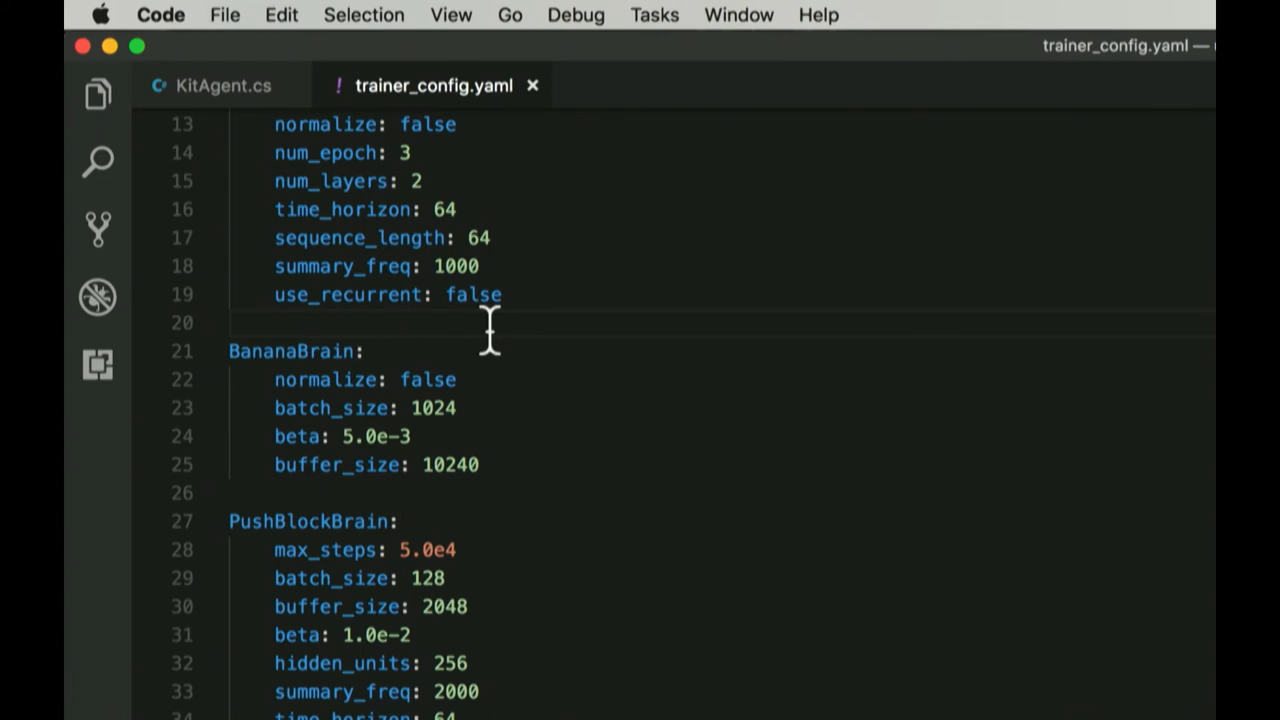 Code File Edit Selection View Go Debug Tasks Window Help
trainer_config.yaml —
KitAgent.cs ! trainer_config.yaml ×
13 normalize: false
14 num_epoch: 3
15 num_layers: 2
16 time_horizon: 64
17 sequence_length: 64
18 summary_freq: 1000
19 use_recurrent: false
20
21 BananaBrain:
22 normalize: false
23 batch_size: 1024
24 beta: 5.0e-3
25 buffer_size: 10240
26
27 PushBlockBrain:
28 max_steps: 5.0e4
29 batch_size: 128
30 buffer_size: 2048
31 beta: 1.0e-2
32 hidden_units: 256
33 summary_freq: 2000
34 time_horizon: 64